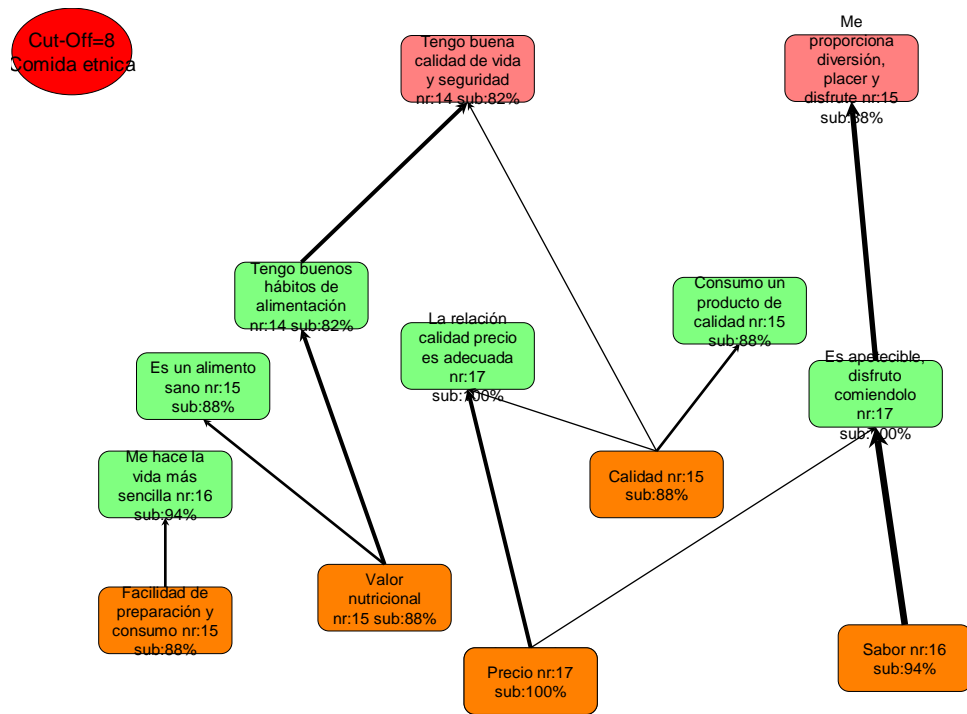 Cut-Off=8
Comida etnica
Tengo buena
calidad de vida
y seguridad
nr:14 sub:82%
Me
proporciona
diversión,
placer y
disfrute nr:15
sub:88%
Tengo buenos
hábitos de
alimentación
nr:14 sub:82%
Consumo un
producto de
calidad nr:15
sub:88%
La relación
calidad precio
es adecuada
nr:17
sub:100%
Es un alimento
sano nr:15
sub:88%
Es apetecible,
disfruto
comiendolo
nr:17
sub:100%
Me hace la
vida más
sencilla nr:16
sub:94%
Calidad nr:15
sub:88%
Facilidad de
preparación y
consumo nr:15
sub:88%
Valor
nutricional
nr:15 sub:88%
Precio nr:17
sub:100%
Sabor nr:16
sub:94%